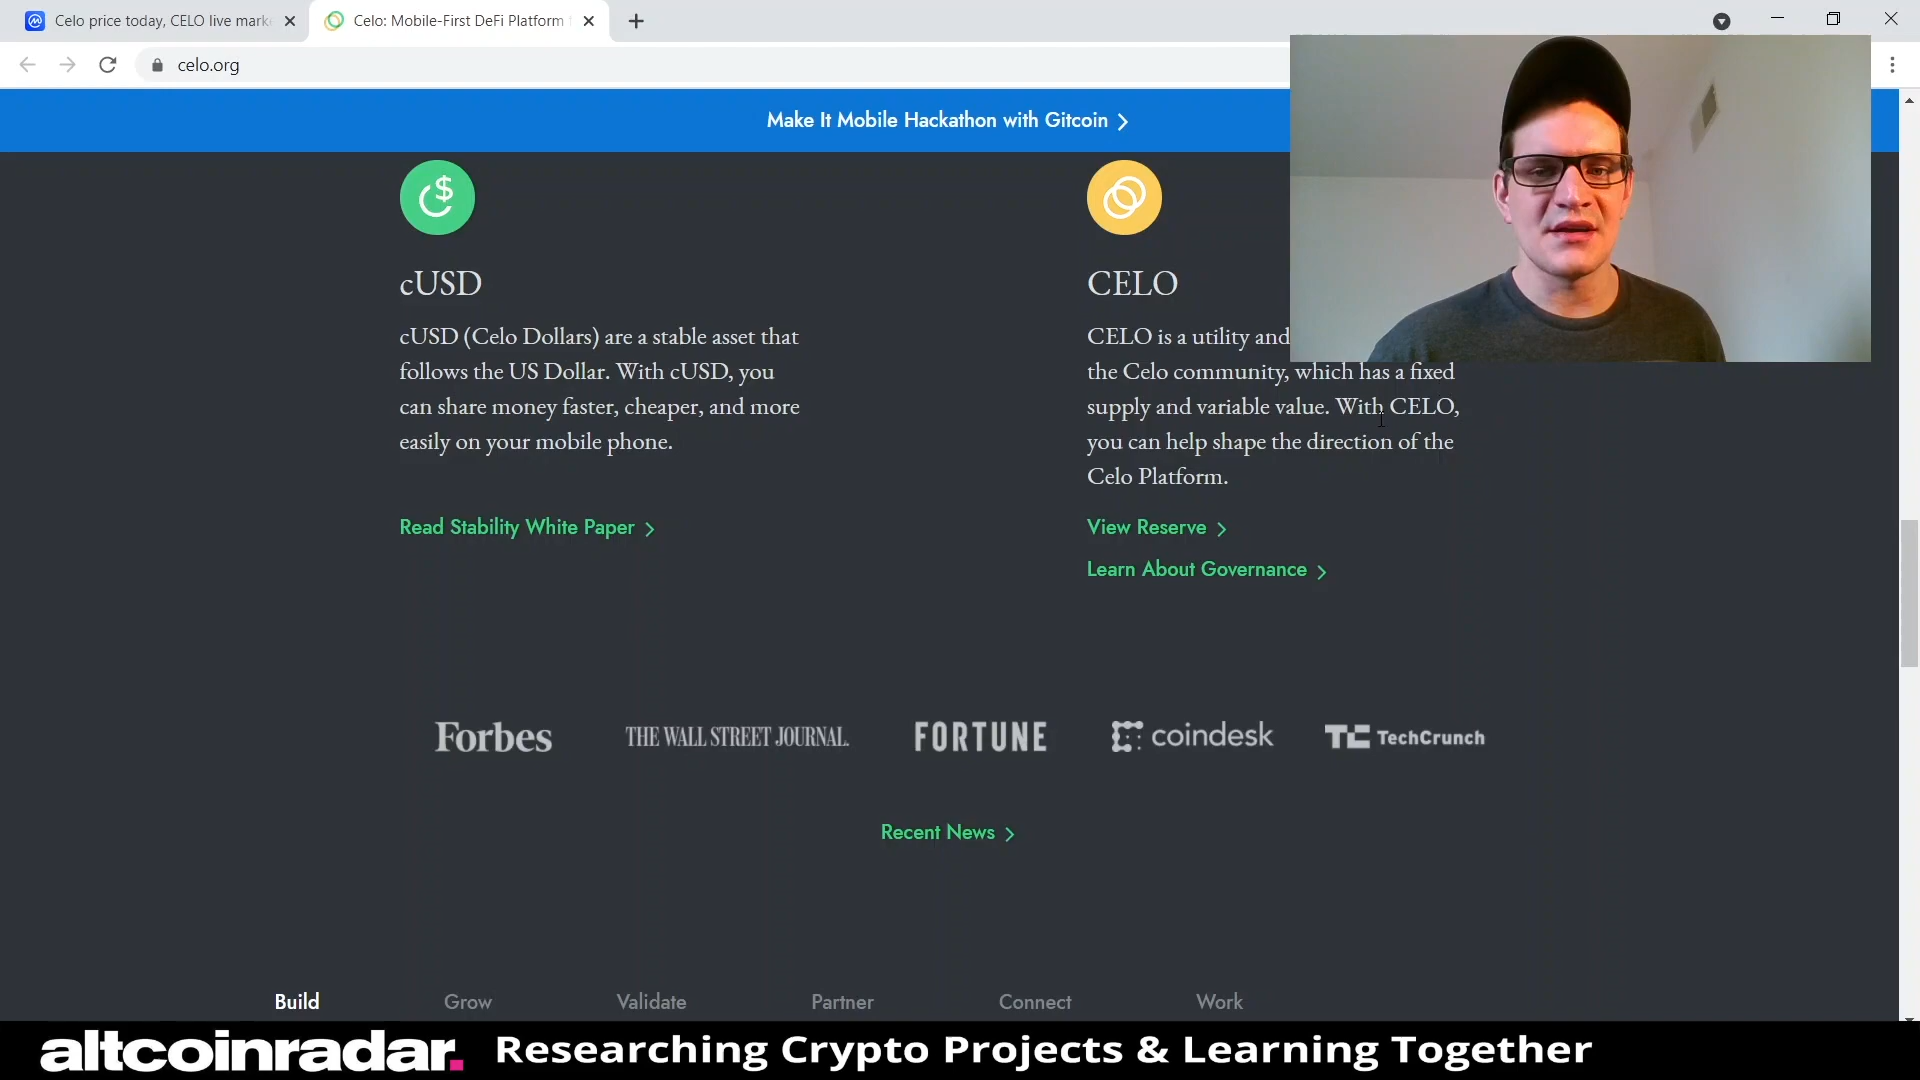 Celo price today, CELO live mark
Celo: Mobile-First DeFi Platform
celo.org
Make It Mobile Hackathon with Gitcoin
cUSD
cUSD (Celo Dollars) are a stable asset that
follows the US Dollar. With cUSD, you
can share money faster, cheaper, and more
easily on your mobile phone.
Read Stability White Paper
CELO
CELO is a utility and
the Celo community, which has a fixed
supply and variable value. With CELO,
you can help shape the direction of the
Celo Platform.
View Reserve
Learn About Governance
Forbes
THE WALL STREET JOURNAL.
FORTUNE
coindesk
TC TechCrunch
Recent News
Build
Grow
Validate
Partner
Connect
Work
altcoinradar.
Researching Crypto Projects & Learning Together